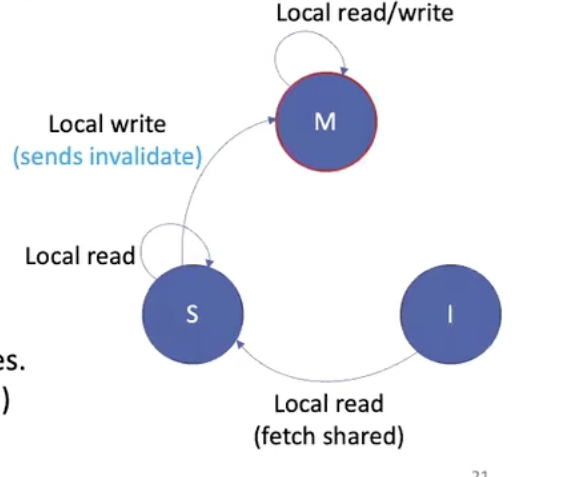 Local read/write
M
Local write
(sends invalidate)
Local read
S
I
es.
)
Local read
(fetch shared)
21